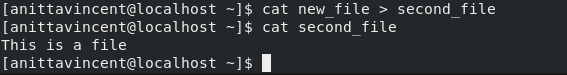 [anittavincent@localhost ~]$ cat new_file > second_file
[anittavincent@localhost ~]$ cat second_file
This is a file
[anittavincent@localhost ~]$